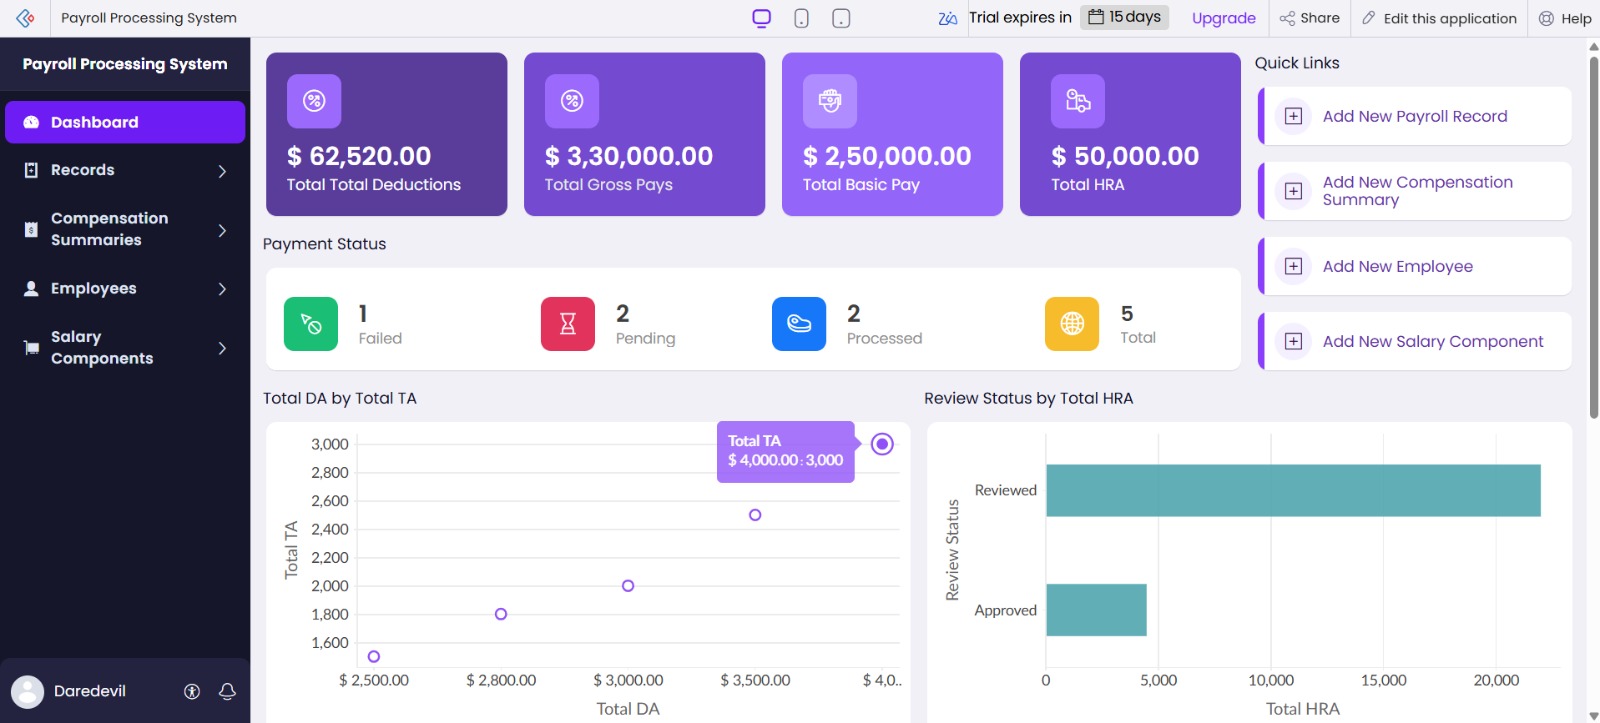 Payroll Processing System
Trial expires in
15 days
Upgrade
Share
Edit this application
Help
Payroll Processing System
Dashboard
Records
Compensation
Summaries
Employees
Salary
Components
Daredevil
$ 62,520.00
Total Total Deductions
$ 3,30,000.00
Total Gross Pays
$ 2,50,000.00
Total Basic Pay
$ 50,000.00
Total HRA
Quick Links
Add New Payroll Record
Add New Compensation
Summary
Add New Employee
Add New Salary Component
Payment Status
1
Failed
2
Pending
2
Processed
5
Total
Total DA by Total TA
Total TA
$ 4,000.00 : 3,000
3,000
2,800
2,600
2,400
2,200
2,000
1,800
1,600
Total TA
$ 2,500.00
$ 2,800.00
$ 3,000.00
$ 3,500.00
$ 4,0..
Total DA
Review Status by Total HRA
Review Status
Reviewed
Approved
0
5,000
10,000
15,000
20,000
Total HRA